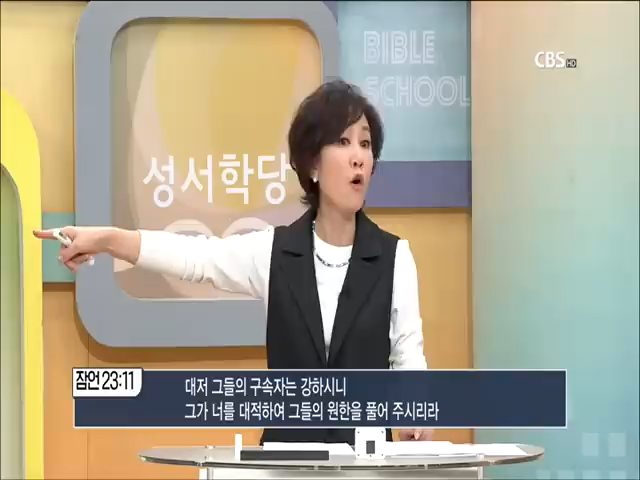 BIBLE
SCHOOL
CBS HD
성서학당
잠언 23:11
대저 그들의 구속자는 강하시니
그가 너를 대적하여 그들의 원한을 풀어 주시리라